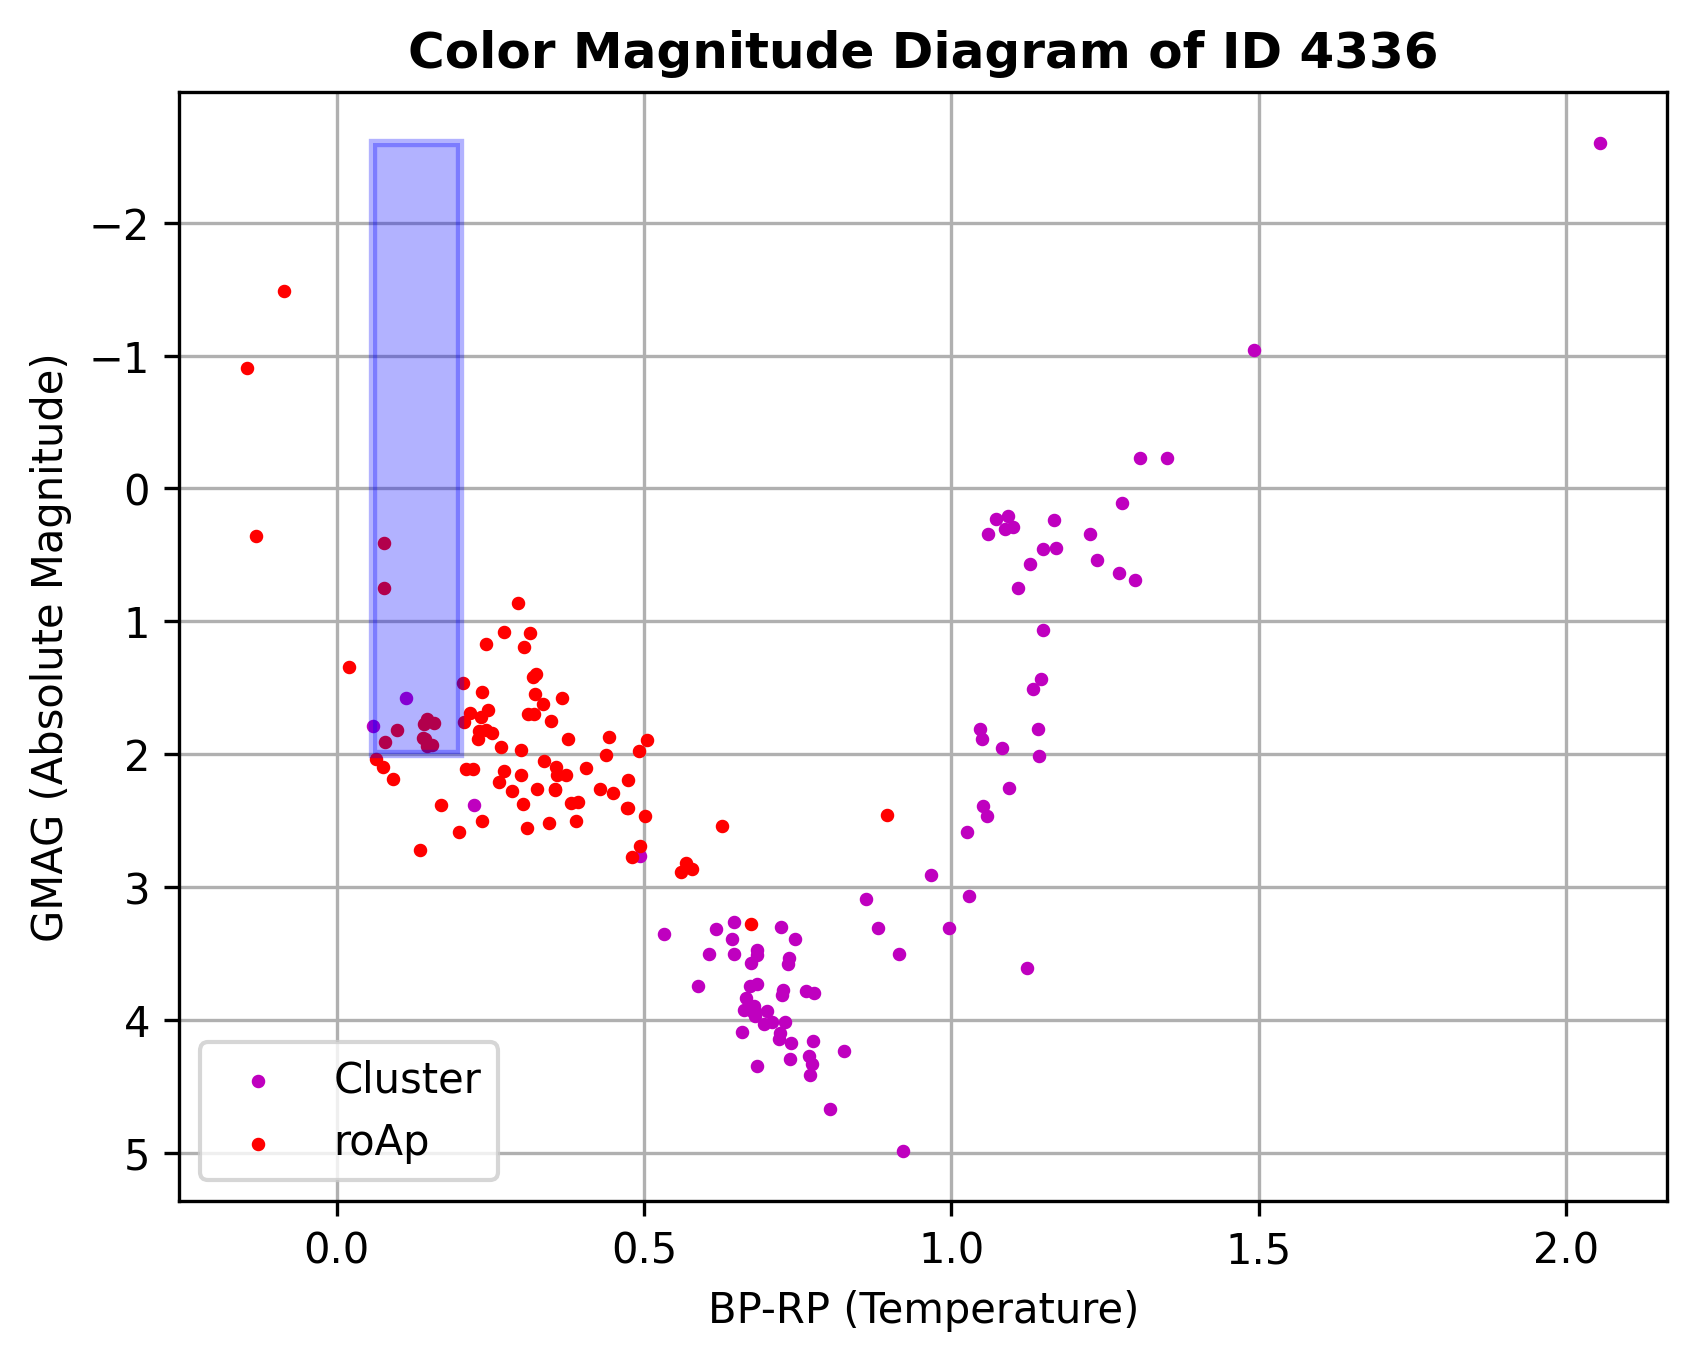 Color Magnitude Diagram of ID 4336
GMAG (Absolute Magnitude)
−2
−1
0
1
2
3
4
5
Cluster
roAp
0.0 0.5 1.0 1.5 2.0
BP-RP (Temperature)